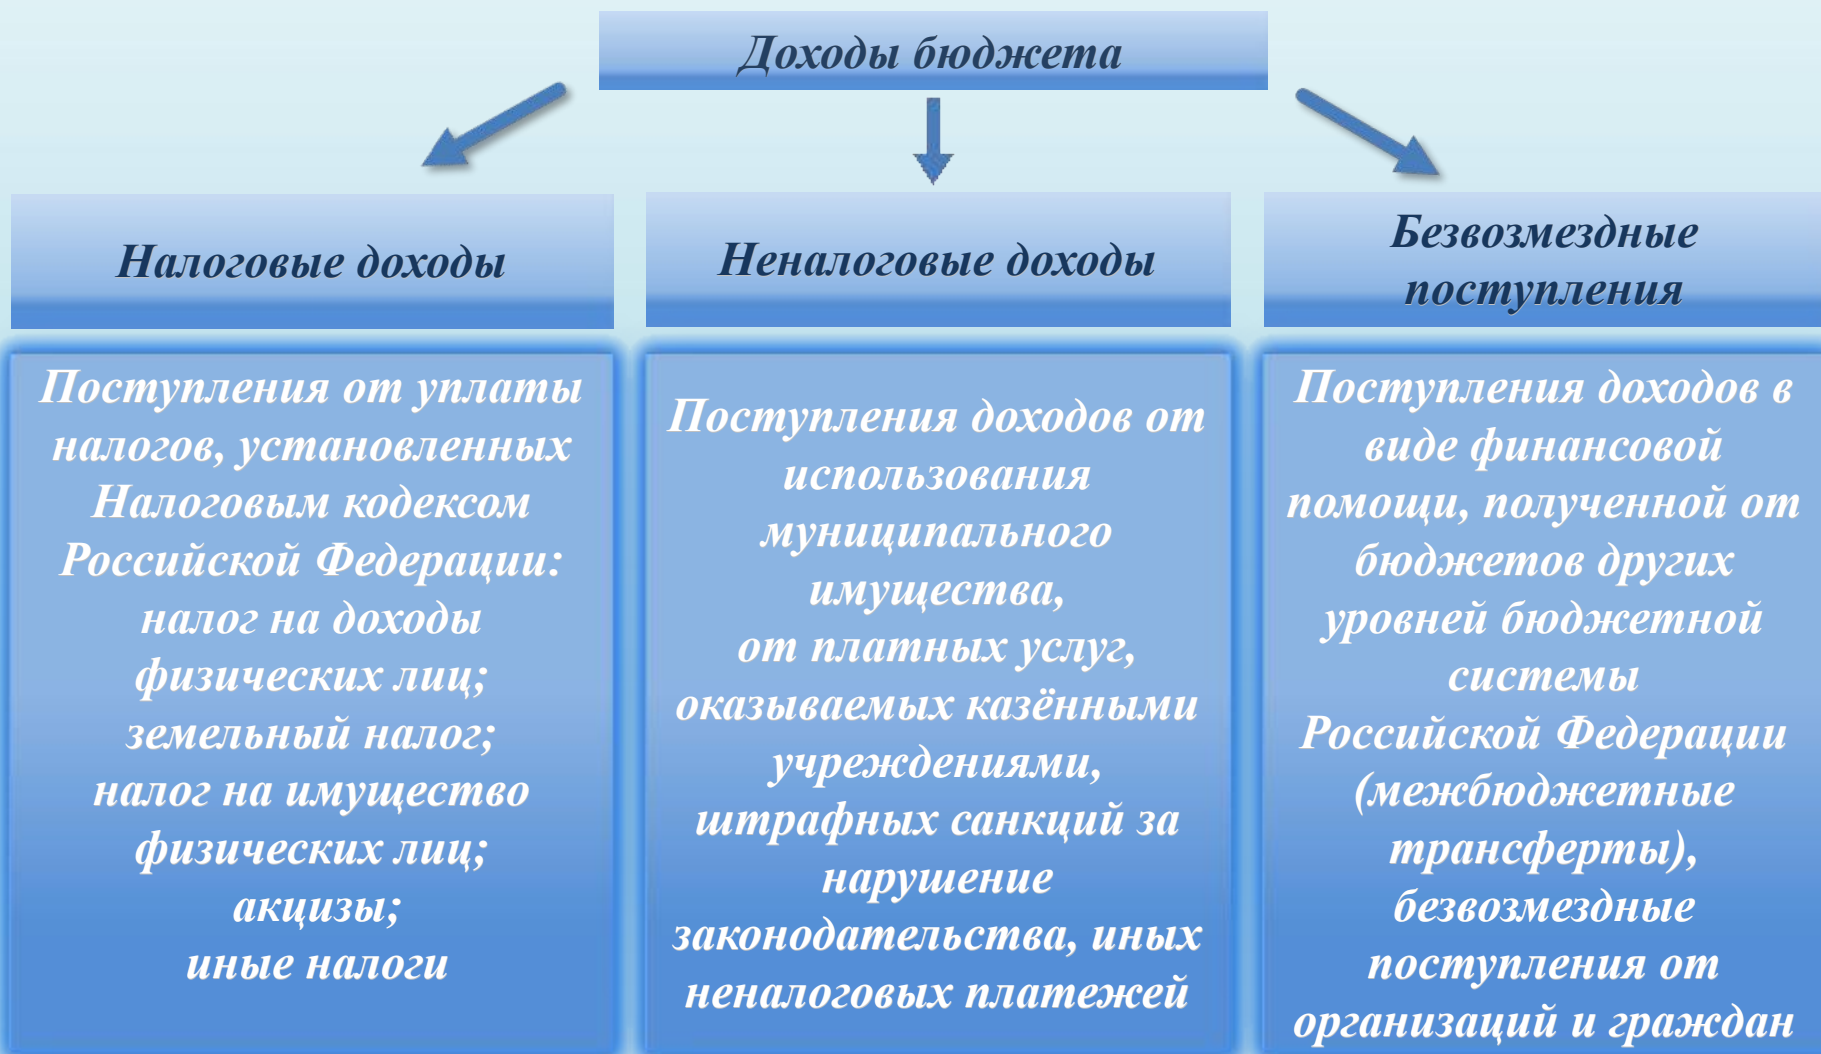 Доходы бюджета
Налоговые доходы
Неналоговые доходы
Безвозмездные
поступления
Поступления от уплаты
налогов, установленных
Налоговым кодексом
Российской Федерации:
налог на доходы
физических лиц;
земельный налог;
налог на имущество
физических лиц;
акцизы;
иные налоги
Поступления доходов от
использования
муниципального
имущества,
от платных услуг,
оказываемых казёнными
учреждениями,
штрафных санкций за
нарушение
законодательства, иных
неналоговых платежей
Поступления доходов в
виде финансовой
помощи, полученной от
бюджетов других
уровней бюджетной
системы
Российской Федерации
(межбюджетные
трансферты),
безвозмездные
поступления от
организаций и граждан